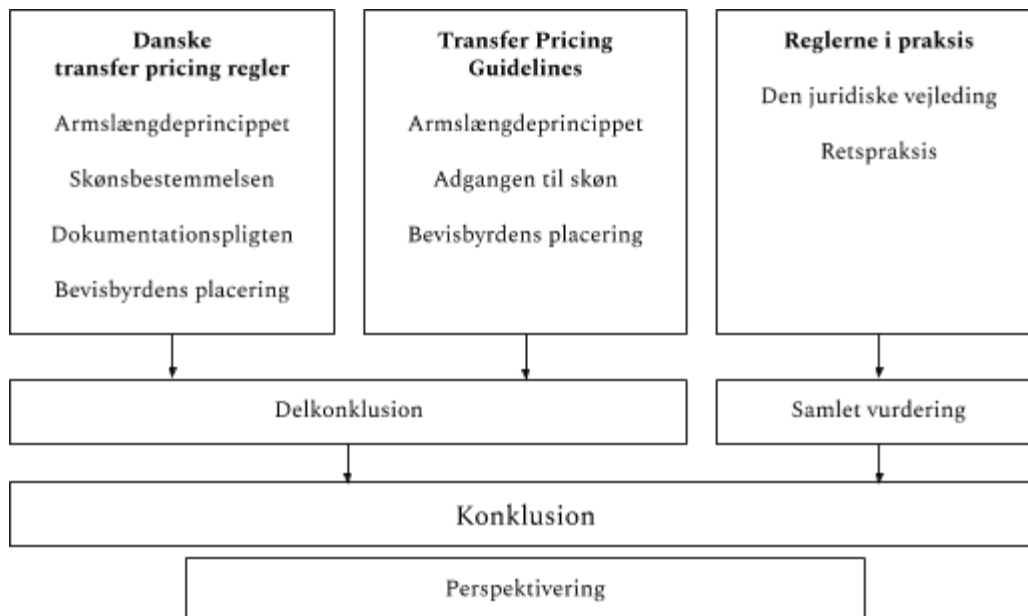 Danske
transfer pricing regler
Armslængdeprincippet
Skønsbestemmelsen
Dokumentationspligten
Bevisbyrdens placering
Transfer Pricing
Guidelines
Armslængdeprincippet
Adgangen til skøn
Bevisbyrdens placering
Reglerne i praksis
Den juridiske vejleding
Retspraksis
Delkonklusion
Samlet vurdering
Konklusion
Perspektivering